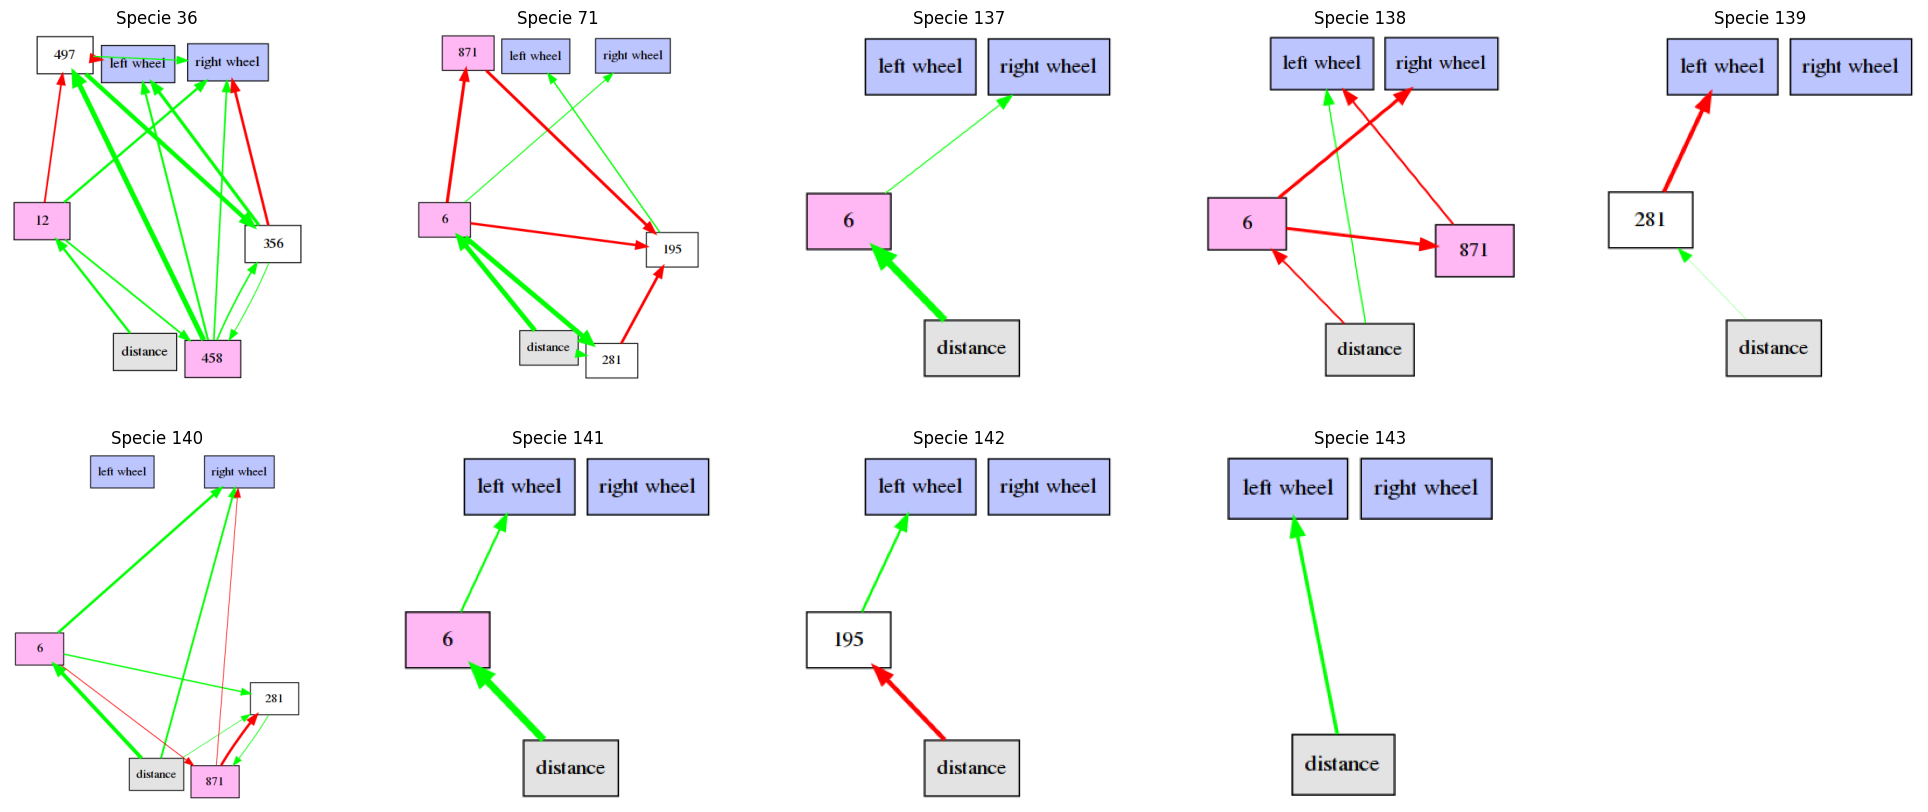 Specie 36
497
left wheel
right wheel
12
356
distance
458
Specie 71
871
left wheel
right wheel
6
195
distance
281
Specie 137
left wheel
right wheel
6
distance
Specie 138
left wheel
right wheel
6
871
distance
Specie 139
left wheel
right wheel
281
distance
Specie 140
left wheel
right wheel
6
281
distance
871
Specie 141
left wheel
right wheel
6
distance
Specie 142
left wheel
right wheel
195
distance
Specie 143
left wheel
right wheel
distance